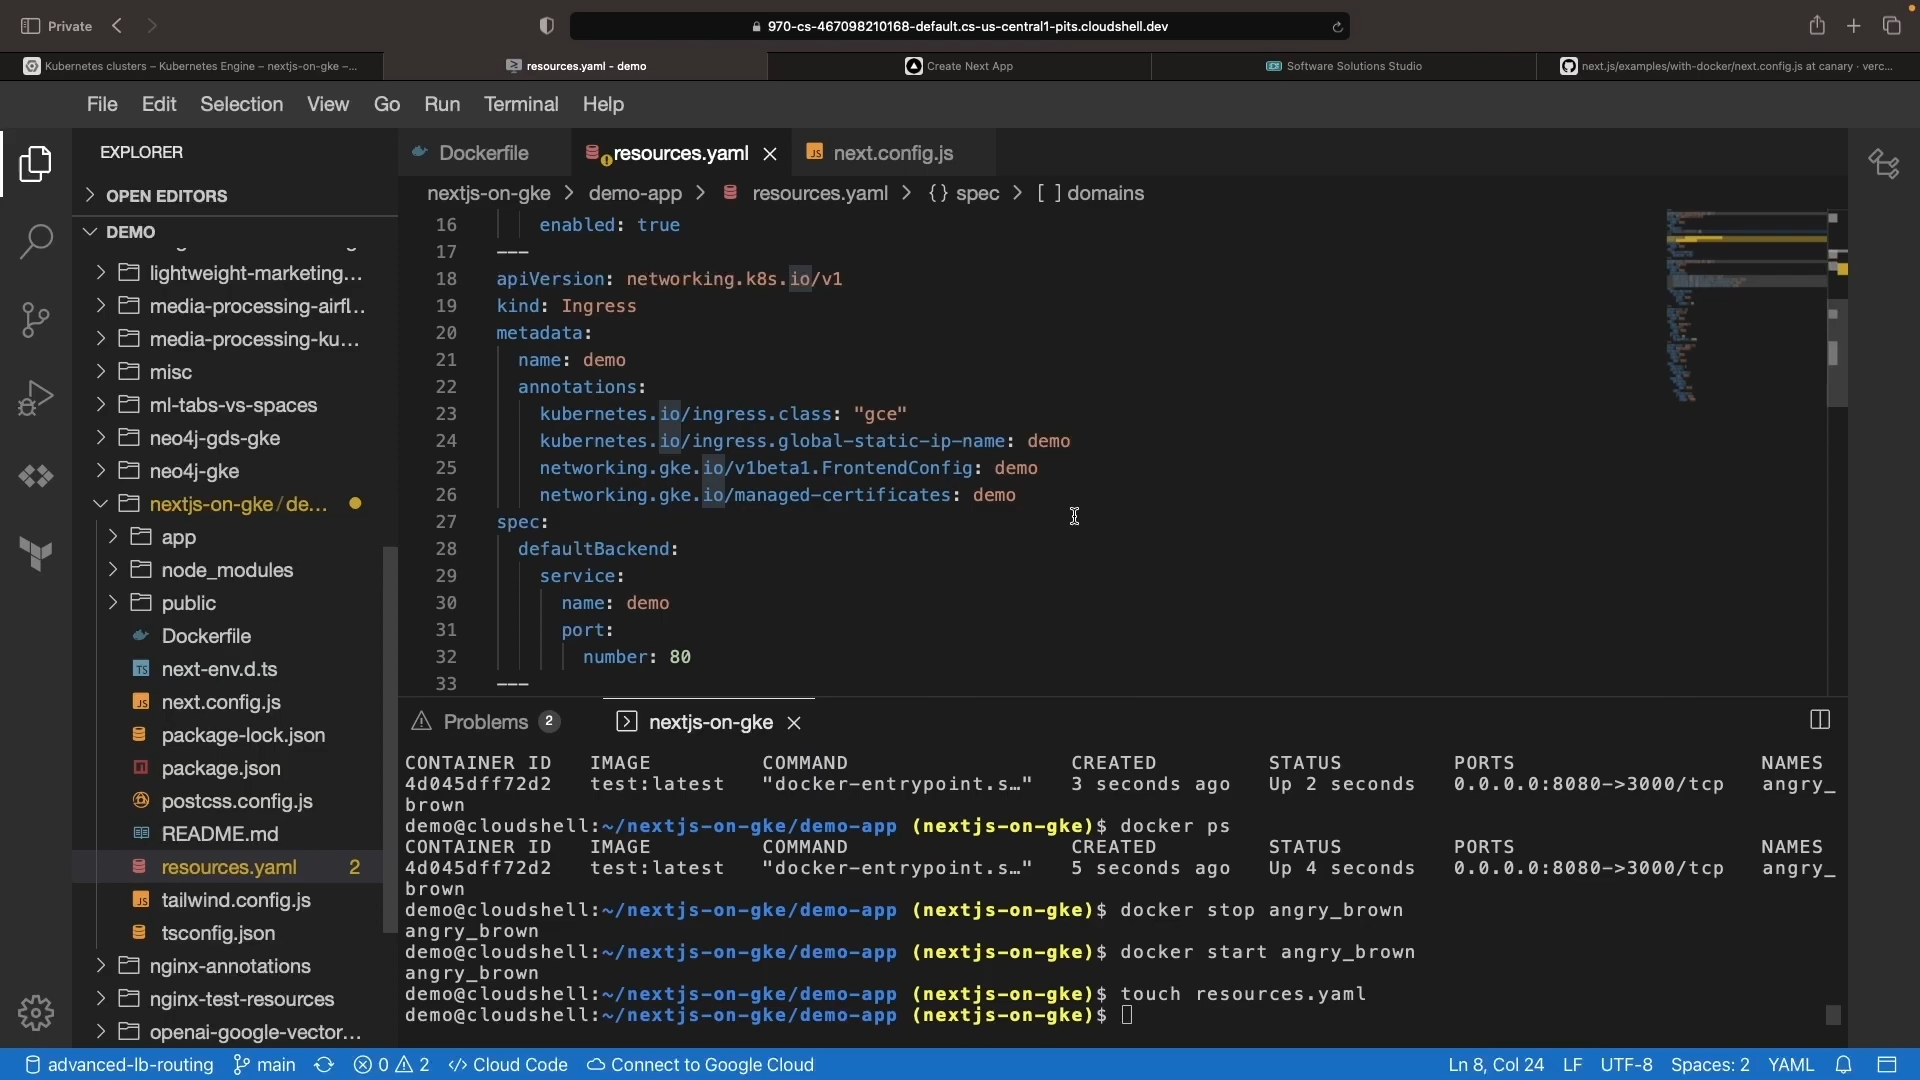 Private
970-cs-467098210168-default.cs-us-central1-pits.cloudshell.dev
Kubernetes clusters – Kubernetes Engine – nextjs-on-gke –...
resources.yaml - demo
Create Next App
Software Solutions Studio
next.js/examples/with-docker/next.config.js at canary · verc...
File Edit Selection View Go Run Terminal Help
EXPLORER
OPEN EDITORS
DEMO
lightweight-marketing...
media-processing-airfl...
media-processing-ku...
misc
ml-tabs-vs-spaces
neo4j-gds-gke
neo4j-gke
nextjs-on-gke / de...
app
node_modules
public
Dockerfile
next-env.d.ts
next.config.js
package-lock.json
package.json
postcss.config.js
README.md
resources.yaml 2
tailwind.config.js
tsconfig.json
nginx-annotations
nginx-test-resources
openai-google-vector...
Dockerfile
resources.yaml
next.config.js
nextjs-on-gke > demo-app > resources.yaml > {} spec > [ ] domains
16 enabled: true
17 ---
18 apiVersion: networking.k8s.io/v1
19 kind: Ingress
20 metadata:
21 name: demo
22 annotations:
23 kubernetes.io/ingress.class: "gce"
24 kubernetes.io/ingress.global-static-ip-name: demo
25 networking.gke.io/v1beta1.FrontendConfig: demo
26 networking.gke.io/managed-certificates: demo
27 spec:
28 defaultBackend:
29 service:
30 name: demo
31 port:
32 number: 80
33 ---
Problems 2
nextjs-on-gke
CONTAINER ID IMAGE COMMAND CREATED STATUS PORTS NAMES
4d045dff72d2 test:latest "docker-entrypoint.s…" 3 seconds ago Up 2 seconds 0.0.0.0:8080->3000/tcp angry_
brown
demo@cloudshell:~/nextjs-on-gke/demo-app (nextjs-on-gke)$ docker ps
CONTAINER ID IMAGE COMMAND CREATED STATUS PORTS NAMES
4d045dff72d2 test:latest "docker-entrypoint.s…" 5 seconds ago Up 4 seconds 0.0.0.0:8080->3000/tcp angry_
brown
demo@cloudshell:~/nextjs-on-gke/demo-app (nextjs-on-gke)$ docker stop angry_brown
angry_brown
demo@cloudshell:~/nextjs-on-gke/demo-app (nextjs-on-gke)$ docker start angry_brown
angry_brown
demo@cloudshell:~/nextjs-on-gke/demo-app (nextjs-on-gke)$ touch resources.yaml
demo@cloudshell:~/nextjs-on-gke/demo-app (nextjs-on-gke)$
advanced-lb-routing main 0 2 </> Cloud Code Connect to Google Cloud Ln 8, Col 24 LF UTF-8 Spaces: 2 YAML